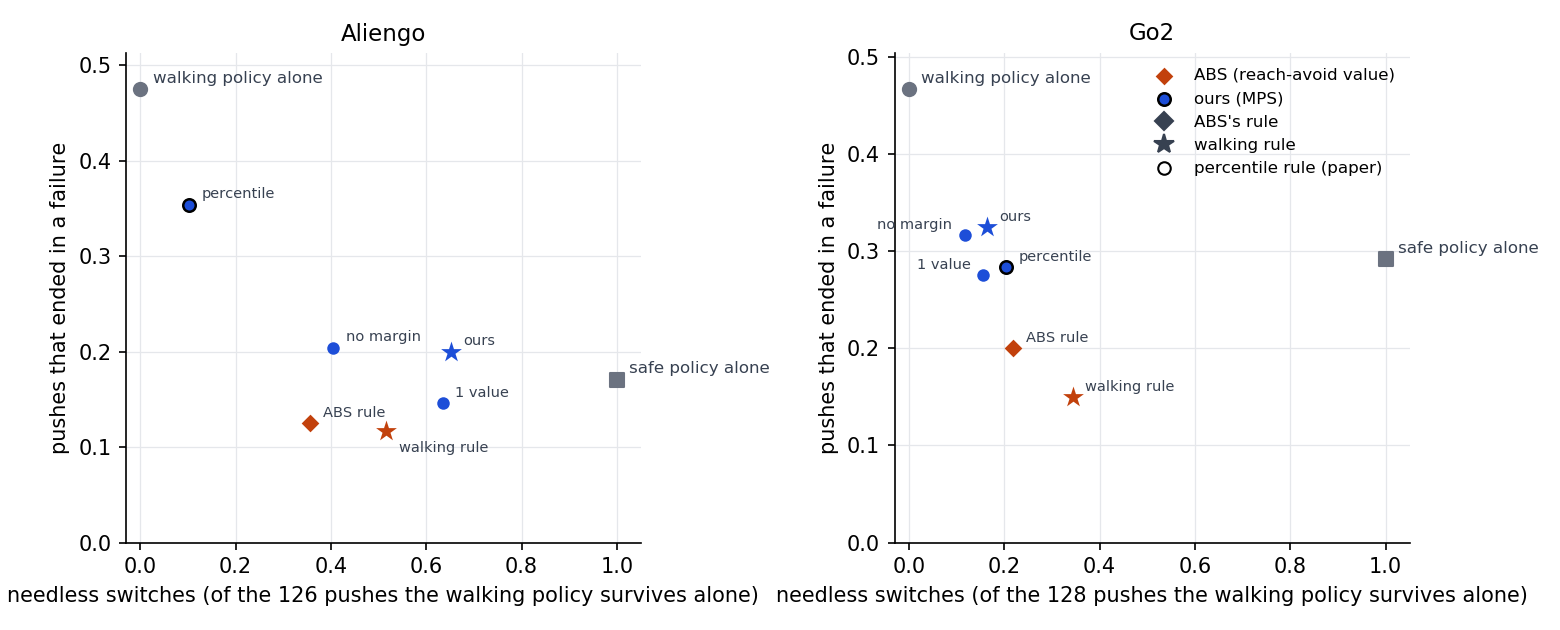 Aliengo
pushes that ended in a failure
0.5
0.4
0.3
0.2
0.1
0.0
walking policy alone
percentile
no margin
ours
safe policy alone
1 value
ABS rule
walking rule
0.0 0.2 0.4 0.6 0.8 1.0
needless switches (of the 126 pushes the walking policy survives alone)
Go2
pushes that ended in a failure
0.5
0.4
0.3
0.2
0.1
0.0
walking policy alone
ABS (reach-avoid value)
ours (MPS)
ABS's rule
walking rule
percentile rule (paper)
no margin
ours
percentile
safe policy alone
1 value
ABS rule
walking rule
0.0 0.2 0.4 0.6 0.8 1.0
needless switches (of the 128 pushes the walking policy survives alone)